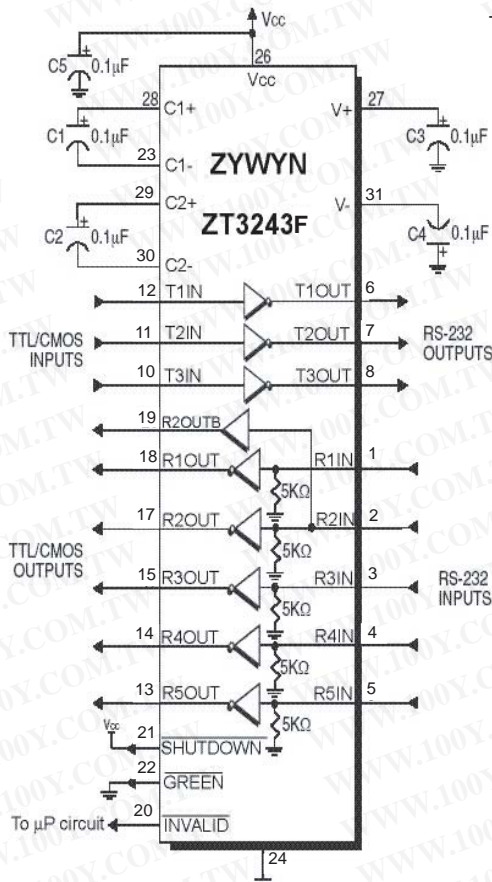 Vcc
26
Vcc
C5 0.1µF
28 C1+
C1 0.1µF
23 C1-
29 C2+
C2 0.1µF
30 C2-
V+ 27
C3 0.1µF
V- 31
C4 0.1µF
ZYWYN
ZT3243F
12 T1IN T1OUT 6
TTL/CMOS
INPUTS
11 T2IN T2OUT 7
RS-232
OUTPUTS
10 T3IN T3OUT 8
19 R2OUTB
18 R1OUT R1IN 1
5KΩ
17 R2OUT R2IN 2
5KΩ
TTL/CMOS
OUTPUTS
15 R3OUT R3IN 3
5KΩ
RS-232
INPUTS
14 R4OUT R4IN 4
5KΩ
13 R5OUT R5IN 5
5KΩ
Vcc
21 SHUTDOWN
22 GREEN
20 INVALID
To µP circuit
24
WWW.100Y.COM.TW